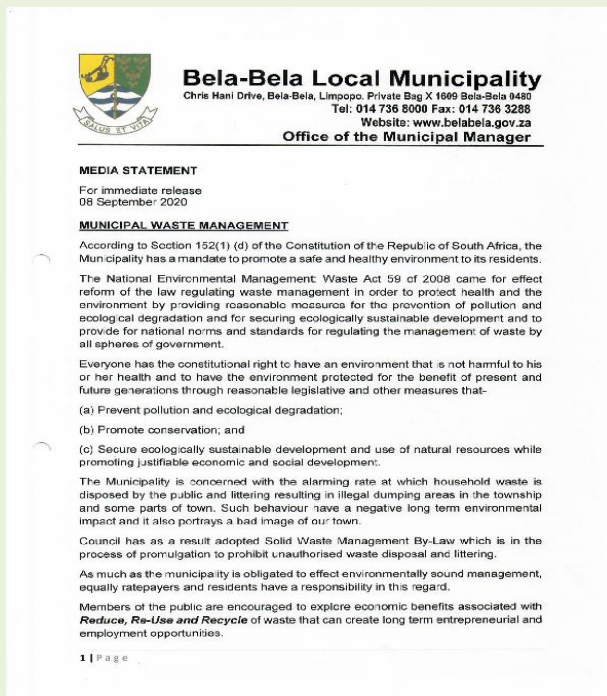 Bela-Bela Local Municipality
Chris Hani Drive, Bela-Bela, Limpopo. Private Bag X 1609 Bela-Bela 0480
Tel: 014 736 8000 Fax: 014 736 3288
Website: www.belabela.gov.za
Office of the Municipal Manager
SALUS ET VITA
MEDIA STATEMENT
For immediate release
08 September 2020
MUNICIPAL WASTE MANAGEMENT
According to Section 152(1) (d) of the Constitution of the Republic of South Africa, the
Municipality has a mandate to promote a safe and healthy environment to its residents.
The National Environmental Management: Waste Act 59 of 2008 came for effect
reform of the law regulating waste management in order to protect health and the
environment by providing reasonable measures for the prevention of pollution and
ecological degradation and for securing ecologically sustainable development and to
provide for national norms and standards for regulating the management of waste by
all spheres of government.
Everyone has the constitutional right to have an environment that is not harmful to his
or her health and to have the environment protected for the benefit of present and
future generations through reasonable legislative and other measures that-
(a) Prevent pollution and ecological degradation;
(b) Promote conservation; and
(c) Secure ecologically sustainable development and use of natural resources while
promoting justifiable economic and social development.
The Municipality is concerned with the alarming rate at which household waste is
disposed by the public and littering resulting in illegal dumping areas in the township
and some parts of town. Such behaviour have a negative long term environmental
impact and it also portrays a bad image of our town.
Council has as a result adopted Solid Waste Management By-Law which is in the
process of promulgation to prohibit unauthorised waste disposal and littering.
As much as the municipality is obligated to effect environmentally sound management,
equally ratepayers and residents have a responsibility in this regard.
Members of the public are encouraged to explore economic benefits associated with
Reduce, Re-Use and Recycle of waste that can create long term entrepreneurial and
employment opportunities.
1 | Page